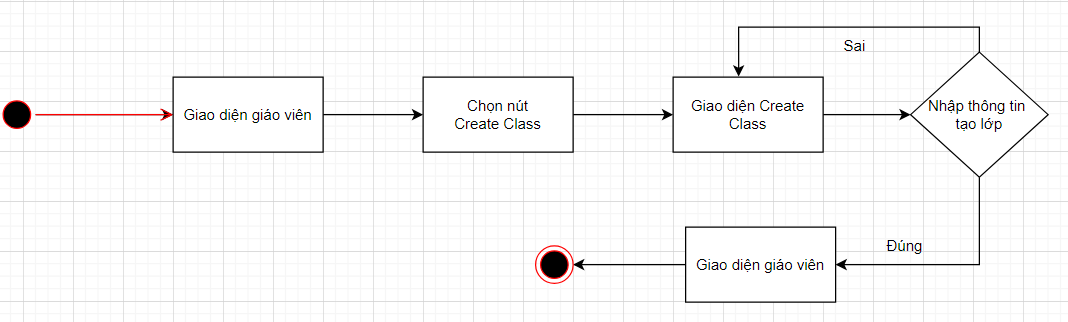 Sai
Giao diện giáo viên
Chọn nút
Create Class
Giao diện Create
Class
Nhập thông tin
tạo lớp
Đúng
Giao diện giáo viên